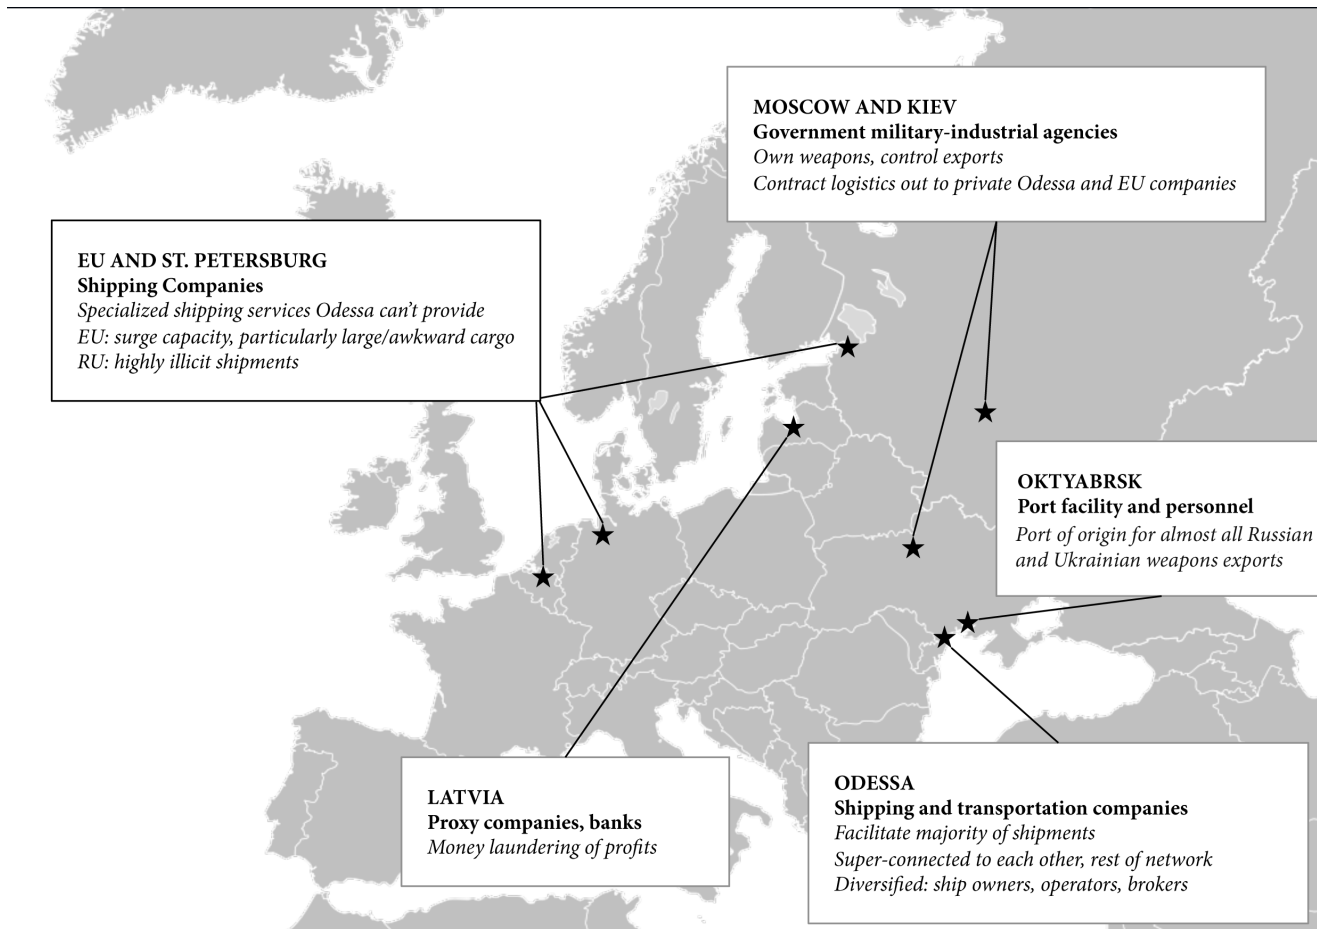 MOSCOW AND KIEV
Government military-industrial agencies
Own weapons, control exports
Contract logistics out to private Odessa and EU companies
EU AND ST. PETERSBURG
Shipping Companies
Specialized shipping services Odessa can’t provide
EU: surge capacity, particularly large/awkward cargo
RU: highly illicit shipments
OKTYABRSK
Port facility and personnel
Port of origin for almost all Russian
and Ukrainian weapons exports
LATVIA
Proxy companies, banks
Money laundering of profits
ODESSA
Shipping and transportation companies
Facilitate majority of shipments
Super-connected to each other, rest of network
Diversified: ship owners, operators, brokers